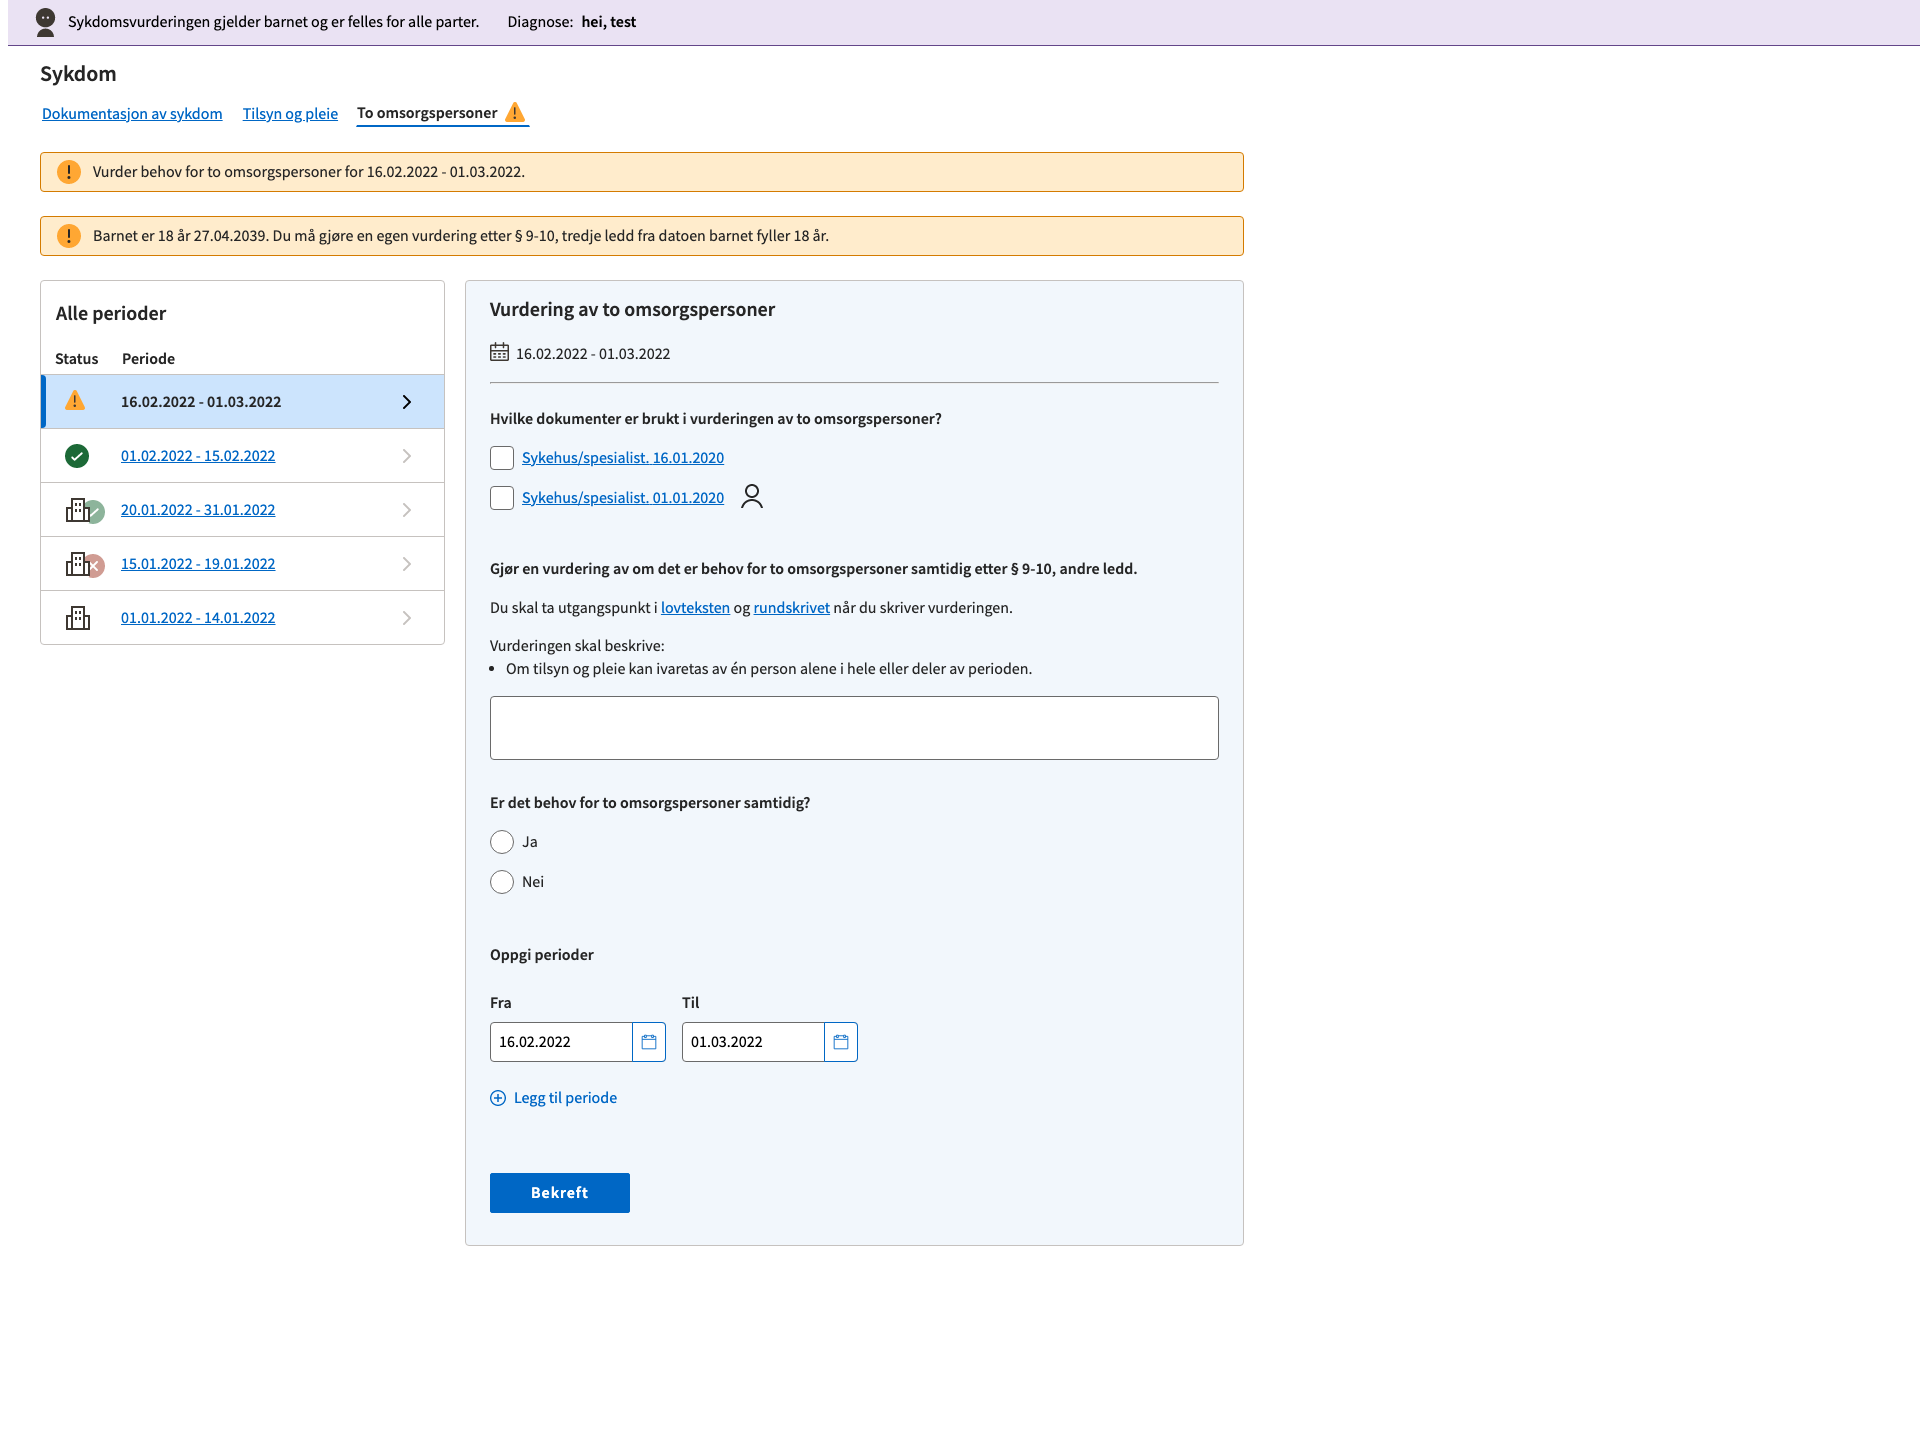 Sykdomsvurderingen gjelder barnet og er felles for alle parter. Diagnose: hei, test
Sykdom
Dokumentasjon av sykdom Tilsyn og pleie To omsorgspersoner
Vurder behov for to omsorgspersoner for 16.02.2022 - 01.03.2022.
Barnet er 18 år 27.04.2039. Du må gjøre en egen vurdering etter § 9-10, tredje ledd fra datoen barnet fyller 18 år.
Alle perioder
Status Periode
16.02.2022 - 01.03.2022
01.02.2022 - 15.02.2022
20.01.2022 - 31.01.2022
15.01.2022 - 19.01.2022
01.01.2022 - 14.01.2022
Vurdering av to omsorgspersoner
16.02.2022 - 01.03.2022
Hvilke dokumenter er brukt i vurderingen av to omsorgspersoner?
Sykehus/spesialist. 16.01.2020
Sykehus/spesialist. 01.01.2020
Gjør en vurdering av om det er behov for to omsorgspersoner samtidig etter § 9-10, andre ledd.
Du skal ta utgangspunkt i lovteksten og rundskrivet når du skriver vurderingen.
Vurderingen skal beskrive:
• Om tilsyn og pleie kan ivaretas av én person alene i hele eller deler av perioden.
Er det behov for to omsorgspersoner samtidig?
Ja
Nei
Oppgi perioder
Fra Til
16.02.2022 01.03.2022
Legg til periode
Bekreft